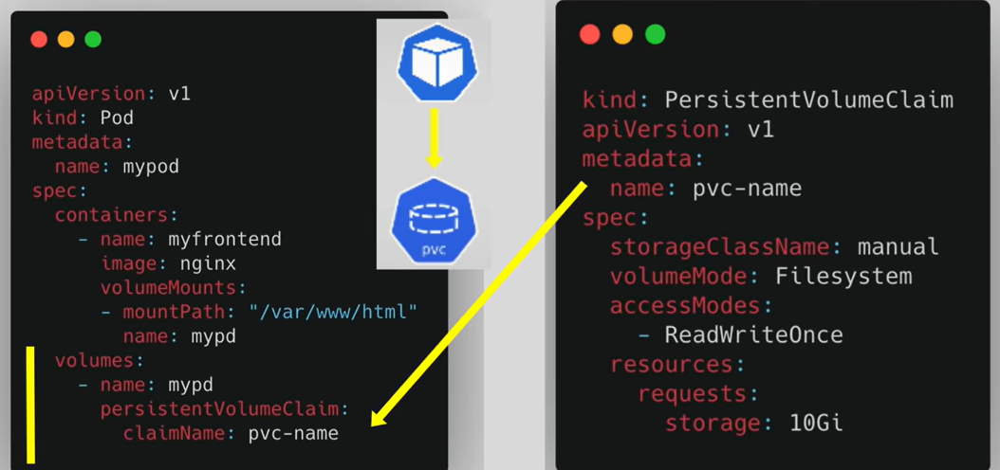 apiVersion: v1
kind: Pod
metadata:
  name: mypod
spec:
  containers:
    - name: myfrontend
      image: nginx
      volumeMounts:
      - mountPath: "/var/www/html"
        name: mypd
  volumes:
    - name: mypd
      persistentVolumeClaim:
        claimName: pvc-name
pvc
kind: PersistentVolumeClaim
apiVersion: v1
metadata:
  name: pvc-name
spec:
  storageClassName: manual
  volumeMode: Filesystem
  accessModes:
    - ReadWriteOnce
  resources:
    requests:
      storage: 10Gi